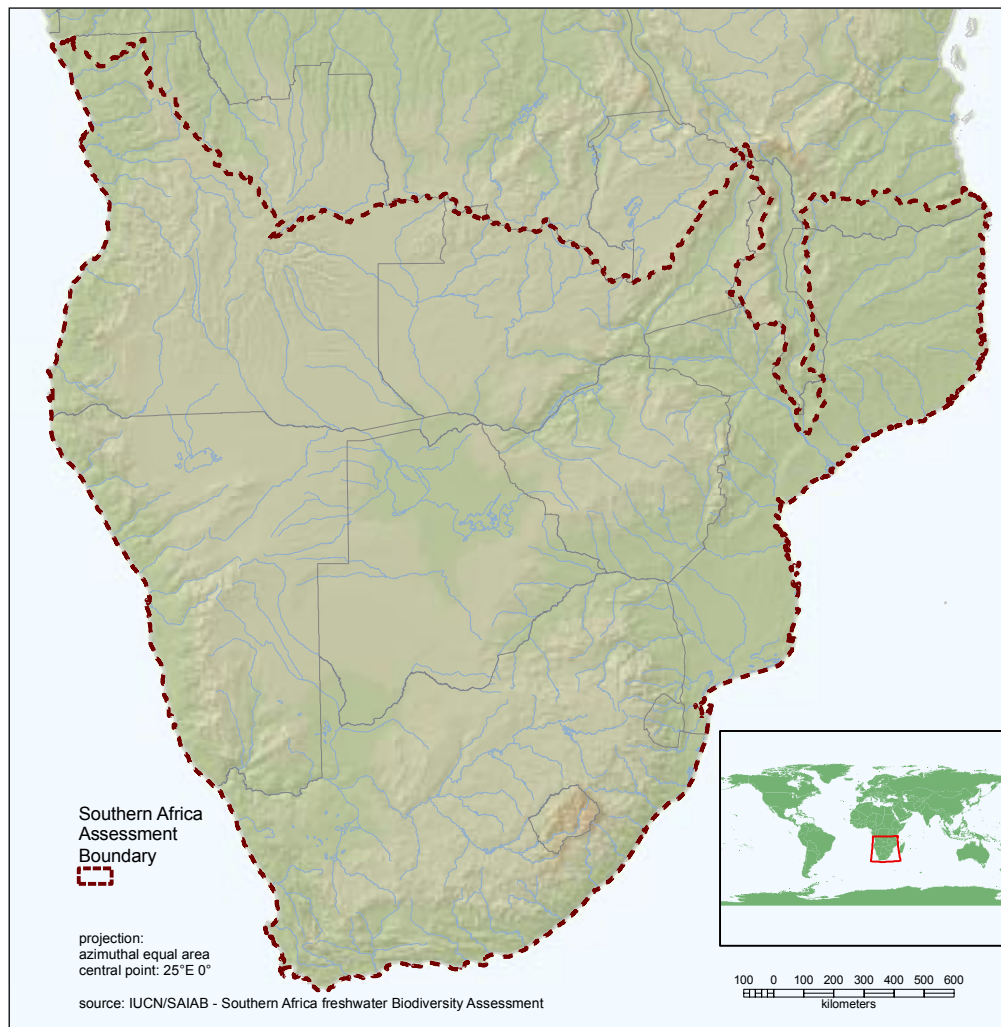 Southern Africa
Assessment
Boundary
projection:
azimuthal equal area
central point: 25°E 0°
source: IUCN/SAIAB - Southern Africa freshwater Biodiversity Assessment
100 0 100 200 300 400 500 600
kilometers